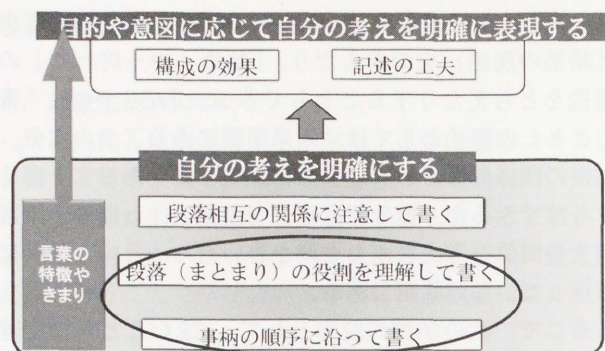 目的や意図に応じて自分の考えを明確に表現する
構成の効果
記述の工夫
自分の考えを明確にする
段落相互の関係に注意して書く
段落（まとまり）の役割を理解して書く
事柄の順序に沿って書く
言葉の
特徴や
きまり